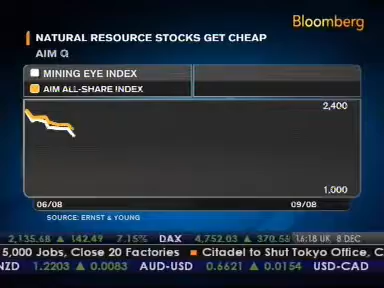 Bloomberg
NATURAL RESOURCE STOCKS GET CHEAP
AIM Q
MINING EYE INDEX
AIM ALL-SHARE INDEX
2,400
1,000
06/08 09/08
SOURCE: ERNST & YOUNG
2,135.68 ▲ 142.49 7.15% DAX 4,752.03 ▲ 370.56 16:18 UK 8 DEC
5,000 Jobs, Close 20 Factories ■ Citadel to Shut Tokyo Office, C
NZD 1.2203 ▲ 0.0083 AUD-USD 0.6621 ▲ 0.0154 USD-CAD